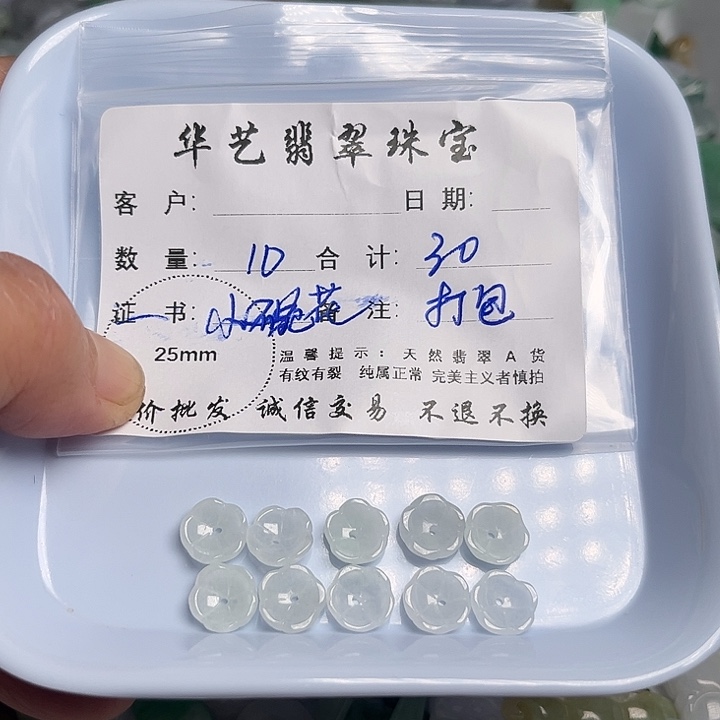 华艺翡翠珠宝
客 户: 日 期:
数 量: 10 合 计: 30
证 书: 小 花 备 注: 打包
25mm
温馨提示:天然翡翠A货
有纹有裂 纯属正常 完美主义者慎拍
价批发 诚信交易 不退不换